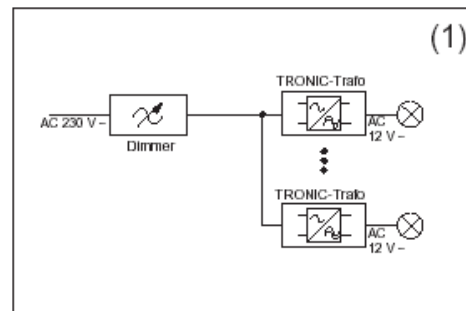 (1)
TRONIC-Trafo
AC 230 V~
Dimmer
AC
12 V~
TRONIC-Trafo
AC
12 V~